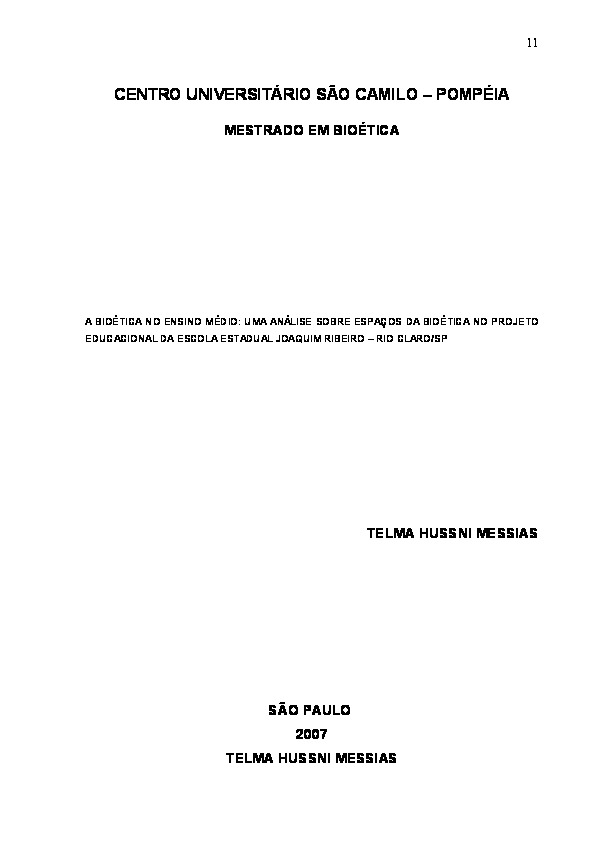 11
CENTRO UNIVERSITÁRIO SÃO CAMILO – POMPÉIA
MESTRADO EM BIOÉTICA
A BIOÉTICA NO ENSINO MÉDIO: UMA ANÁLISE SOBRE ESPAÇOS DA BIOÉTICA NO PROJETO
EDUCACIONAL DA ESCOLA ESTADUAL JOAQUIM RIBEIRO – RIO CLARO/SP
TELMA HUSSNI MESSIAS
SÃO PAULO
2007
TELMA HUSSNI MESSIAS